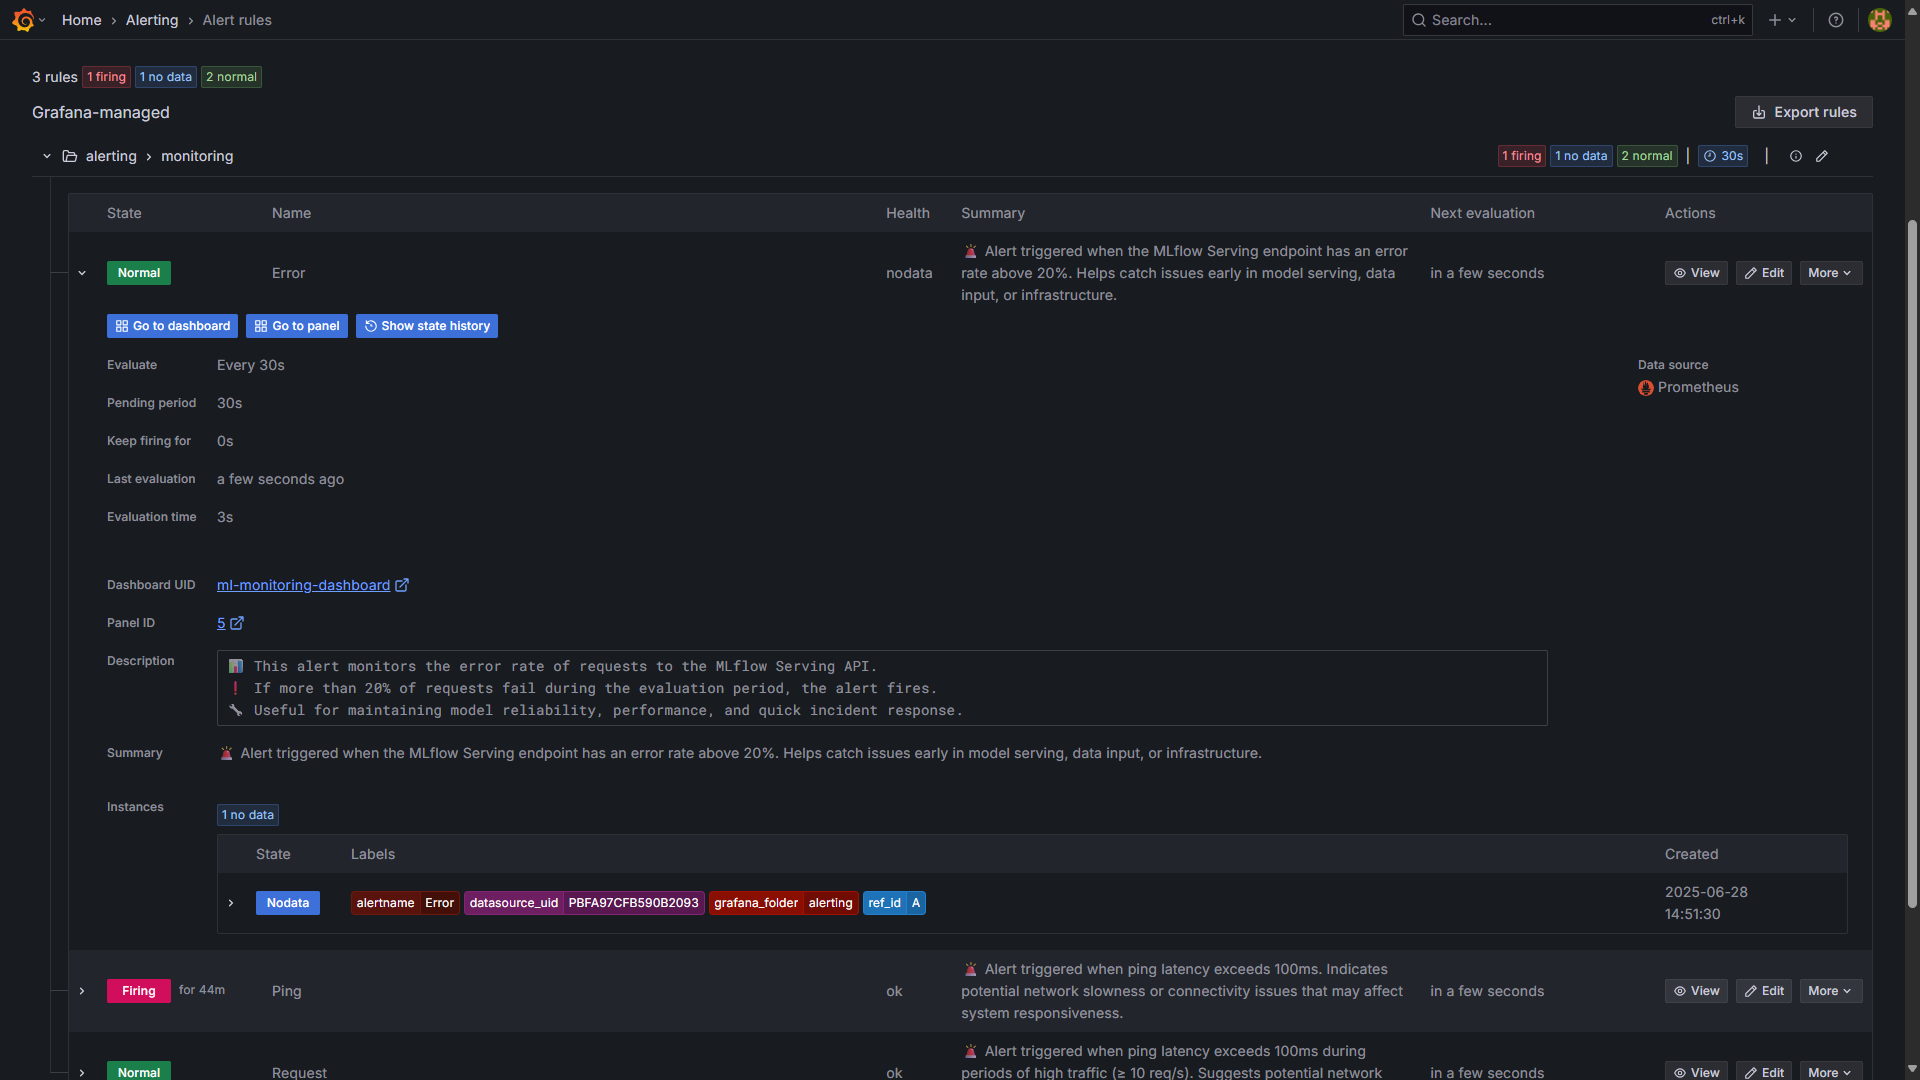 Home › Alerting › Alert rules
Search...
ctrl+k
3 rules 1 firing 1 no data 2 normal
Grafana-managed
Export rules
alerting › monitoring
1 firing 1 no data 2 normal | 30s |
State Name Health Summary Next evaluation Actions
Normal Error nodata
🚨 Alert triggered when the MLflow Serving endpoint has an error
rate above 20%. Helps catch issues early in model serving, data
input, or infrastructure.
in a few seconds View Edit More
Go to dashboard Go to panel Show state history
Evaluate Every 30s
Data source
Prometheus
Pending period 30s
Keep firing for 0s
Last evaluation a few seconds ago
Evaluation time 3s
Dashboard UID ml-monitoring-dashboard
Panel ID 5
Description
📊 This alert monitors the error rate of requests to the MLflow Serving API.
❗ If more than 20% of requests fail during the evaluation period, the alert fires.
🔧 Useful for maintaining model reliability, performance, and quick incident response.
Summary 🚨 Alert triggered when the MLflow Serving endpoint has an error rate above 20%. Helps catch issues early in model serving, data input, or infrastructure.
Instances 1 no data
State Labels Created
Nodata alertname Error datasource_uid PBFA97CFB590B2093 grafana_folder alerting ref_id A
2025-06-28
14:51:30
Firing for 44m Ping ok
🚨 Alert triggered when ping latency exceeds 100ms. Indicates
potential network slowness or connectivity issues that may affect
system responsiveness.
in a few seconds View Edit More
Normal Request ok
🚨 Alert triggered when ping latency exceeds 100ms during
periods of high traffic (≥ 10 req/s). Suggests potential network
in a few seconds View Edit More